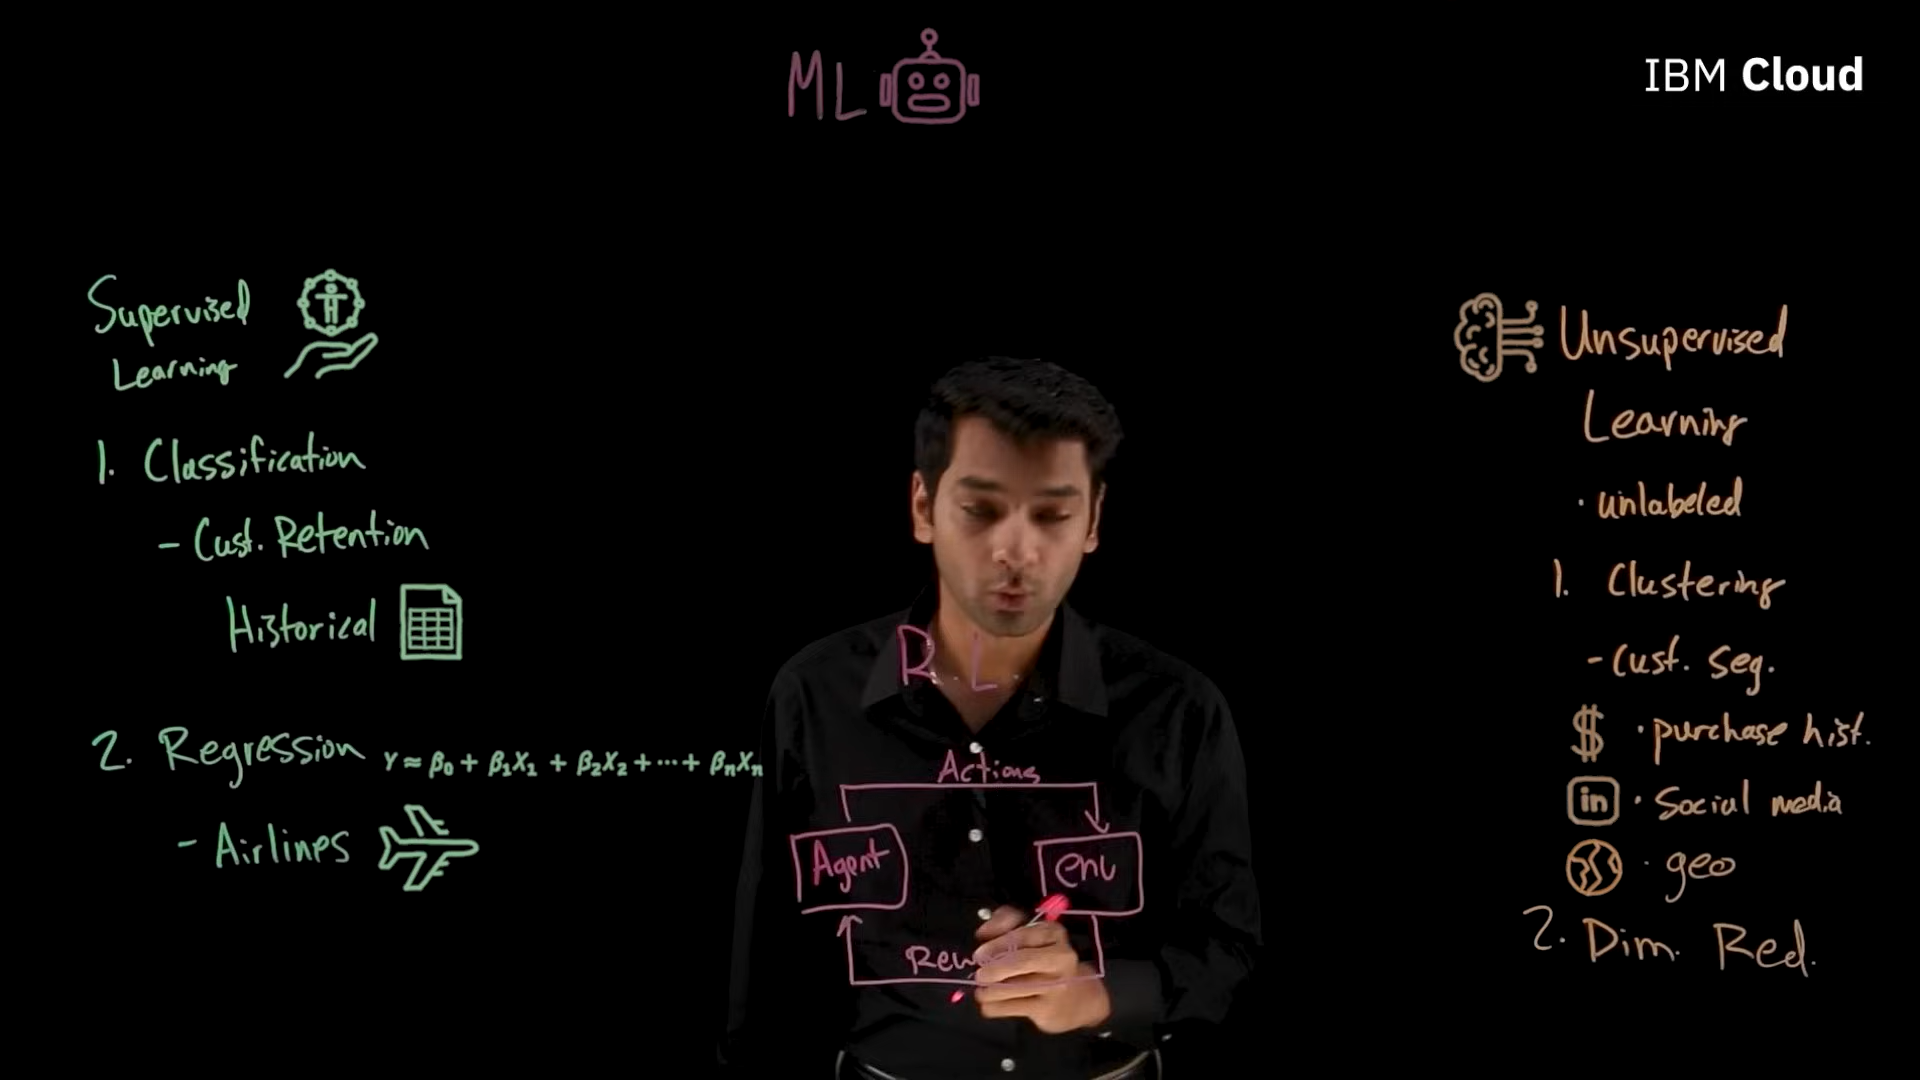 ML
IBM Cloud
Supervised
Learning
1. Classification
- Cust. Retention
Historical
2. Regression Y ≈ β₀ + β₁X₁ + β₂X₂ + ··· + βₙXₙ
- Airlines
R.L.
Actions
Agent
env
Unsupervised
Learning
· unlabeled
1. Clustering
- Cust. Seg.
$ · purchase hist.
in · Social media
· geo
2. Dim. Red.